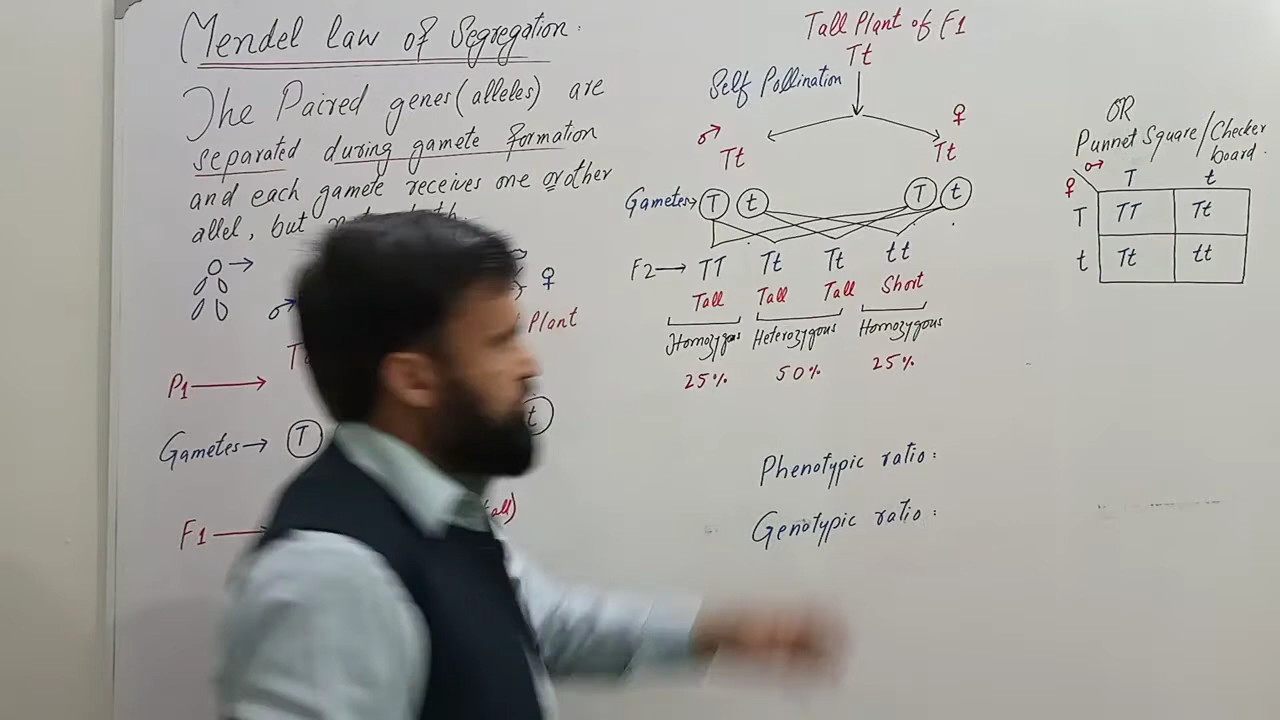 Mendel law of Segregation.
The Paired genes (alleles) are
separated during gamete formation
and each gamete receives one or other
allel, but
♀
Plant
P1
Gametes → T t
F1
Tall Plant of F1
Tt
Self Pollination
♂ ♀
Tt Tt
Gametes → T t T t
F2 → TT Tt Tt tt
Tall Tall Tall Short
Homozygous Heterozygous Homozygous
25% 50% 25%
Phenotypic ratio:
Genotypic ratio:
OR
Punnet Square/Checker
board.
♂
♀ T t
T TT Tt
t Tt tt